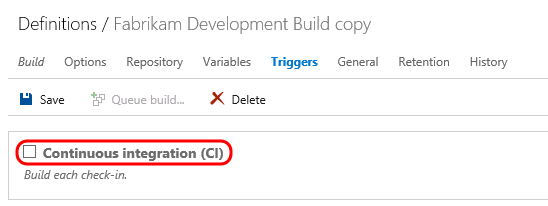 Definitions / Fabrikam Development Build copy
Build Options Repository Variables Triggers General Retention History
Save Queue build... Delete
Continuous integration (CI)
Build each check-in.